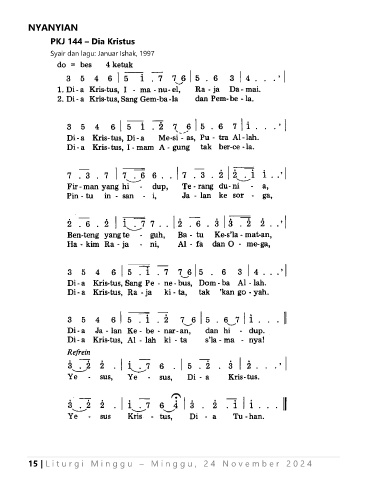 NYANYIAN
PKJ 144 – Dia Kristus
Syair dan lagu: Januar Ishak, 1997
do = bes 4 ketuk
3 5 4 6 | 5 1 . 7 7 6 | 5 . 6 3 | 4 . . . ' |
1. Di - a Kris-tus, I - ma - nu-el, Ra - ja Da - mai.
2. Di - a Kris-tus, Sang Gem-ba-la dan Pem-be - la.
3 5 4 6 | 5 1 . 2 7 6 | 5 . 6 7 | 1 . . . ' |
Di - a Kris-tus, Di - a Me-si - as, Pu - tra Al-lah.
Di - a Kris-tus, I - mam A - gung tak ber-ce - la.
7 . 3 . 7 | 7 . 6 6 . . | 7 . 3 . 2 | 2 . 1 1 . . ' |
Fir - man yang hi - dup, Te - rang du-ni - a,
Pin - tu in - san - i, Ja - lan ke sor - ga,
2 . 6 . 2 | 1 . 7 7 . . | 2 . 6 . 3 | 3 . 2 2 . . ' |
Ben-teng yang te - guh, Ba - tu Ke-s'la-mat-an,
Ha - kim Ra - ja - ni, Al - fa dan O - me-ga,
3 5 4 6 | 5 . 1 . 7 7 6 | 5 . 6 3 | 4 . . . ' |
Di - a Kris-tus, Sang Pe - ne - bus, Dom - ba Al - lah.
Di - a Kris-tus, Ra - ja ki - ta, tak 'kan go - yah.
3 5 4 6 | 5 . 1 . 2 7 6 | 5 . 6 7 | 1 . . .
Di - a Ja - lan Ke - be - nar-an, dan hi - dup.
Di - a Kris-tus, Al - lah ki - ta s'la - ma - nya!
Refrein
3 . 2 2 . | 1 . 7 6 . | 5 . 2 . 3 | 2 . . . ' |
Ye - sus, Ye - sus, Di - a Kris-tus.
3 . 2 2 . | 1 . 7 6 4 | 3 . 2 . 1 | 1 . . .
Ye - sus Kris - tus, Di - a Tu - han.
15 | Liturgi Minggu – Minggu, 24 November 2024